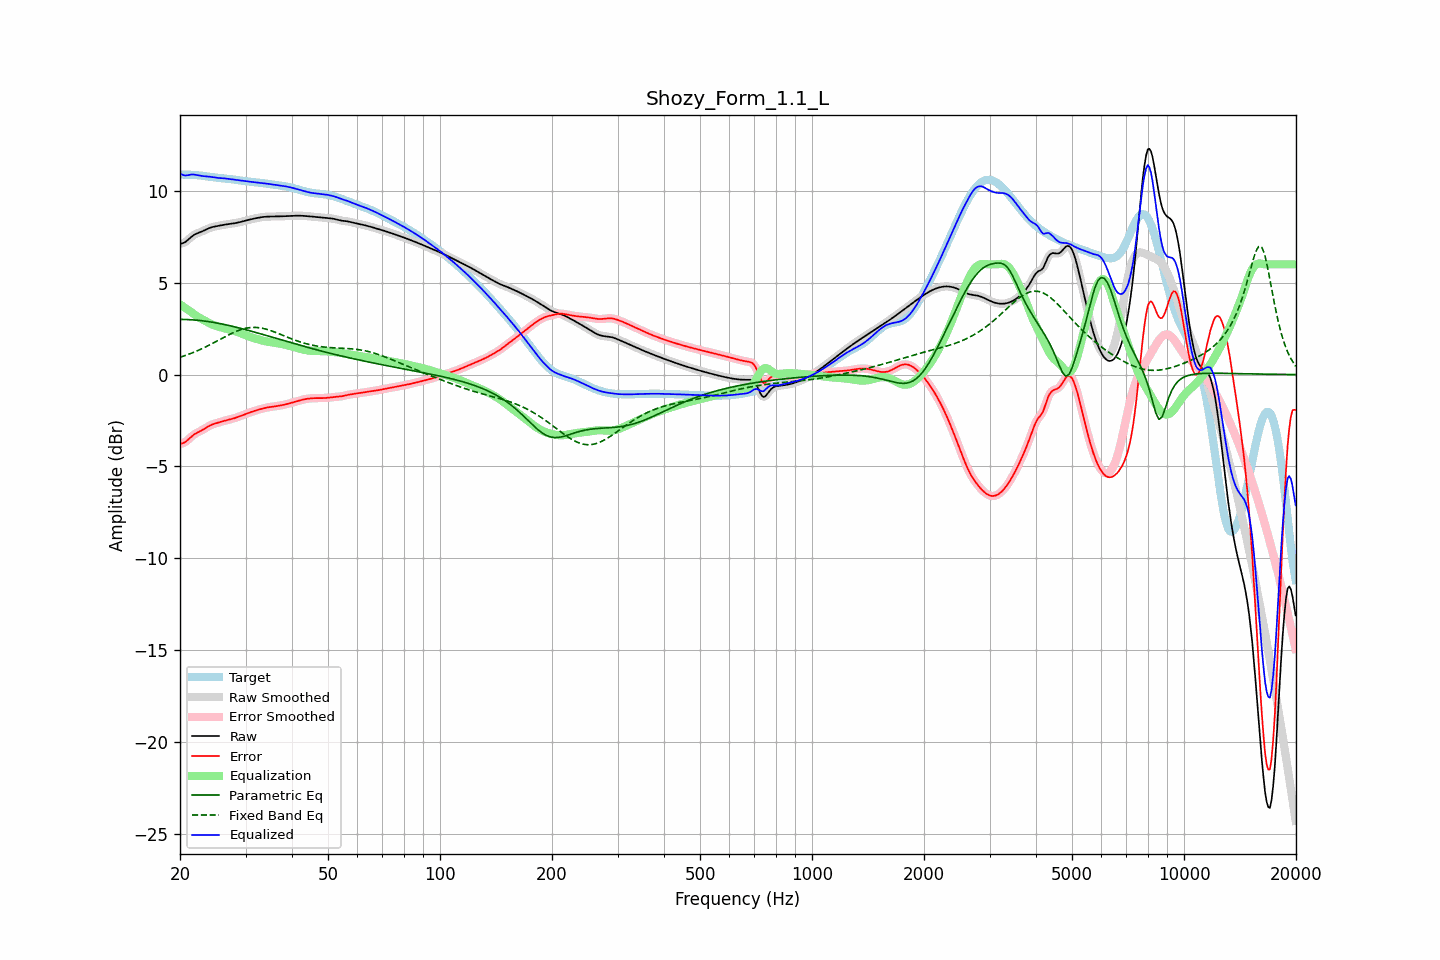 Shozy_Form_1.1_L
10
5
0
−5
−10
−15
−20
−25
Amplitude (dBr)
Target
Raw Smoothed
Error Smoothed
Raw
Error
Equalization
Parametric Eq
Fixed Band Eq
Equalized
20 50 100 200 500 1000 2000 5000 10000 20000
Frequency (Hz)